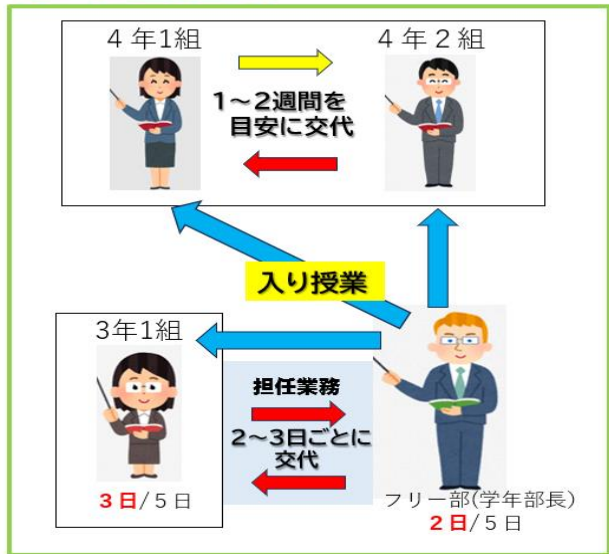 4年1組
4年2組
1～2週間を
目安に交代
入り授業
3年1組
担任業務
2～3日ごとに
交代
3日/5日
フリー部(学年部長)
2日/5日